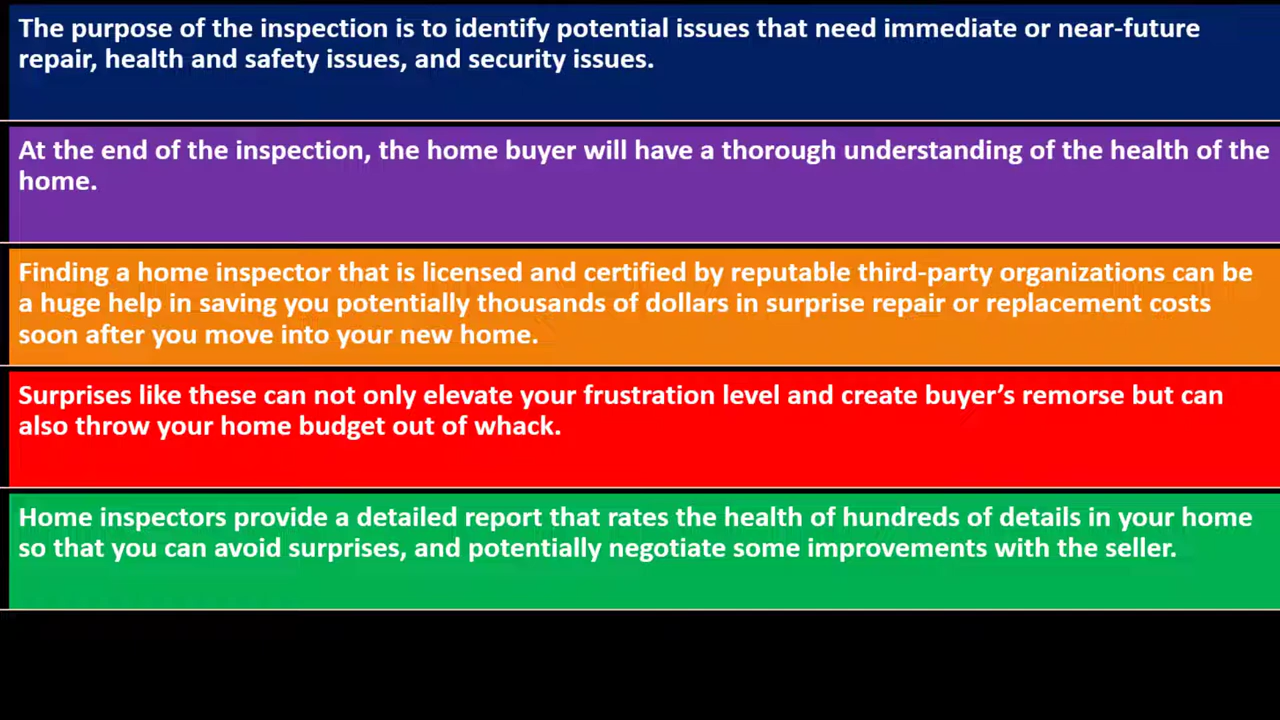 The purpose of the inspection is to identify potential issues that need immediate or near-future
repair, health and safety issues, and security issues.
At the end of the inspection, the home buyer will have a thorough understanding of the health of the
home.
Finding a home inspector that is licensed and certified by reputable third-party organizations can be
a huge help in saving you potentially thousands of dollars in surprise repair or replacement costs
soon after you move into your new home.
Surprises like these can not only elevate your frustration level and create buyer’s remorse but can
also throw your home budget out of whack.
Home inspectors provide a detailed report that rates the health of hundreds of details in your home
so that you can avoid surprises, and potentially negotiate some improvements with the seller.